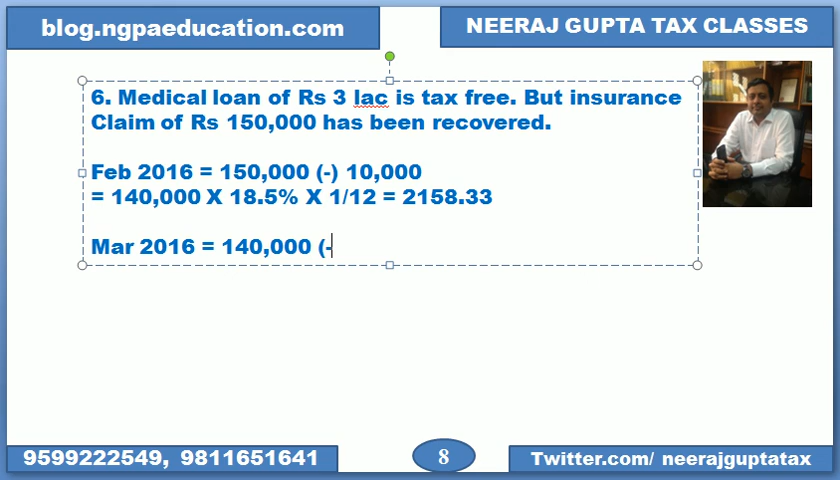 blog.ngpaeducation.com
NEERAJ GUPTA TAX CLASSES
6. Medical loan of Rs 3 lac is tax free. But insurance
Claim of Rs 150,000 has been recovered.
Feb 2016 = 150,000 (-) 10,000
= 140,000 X 18.5% X 1/12 = 2158.33
Mar 2016 = 140,000 (-
9599222549, 9811651641
8
Twitter.com/ neerajguptatax